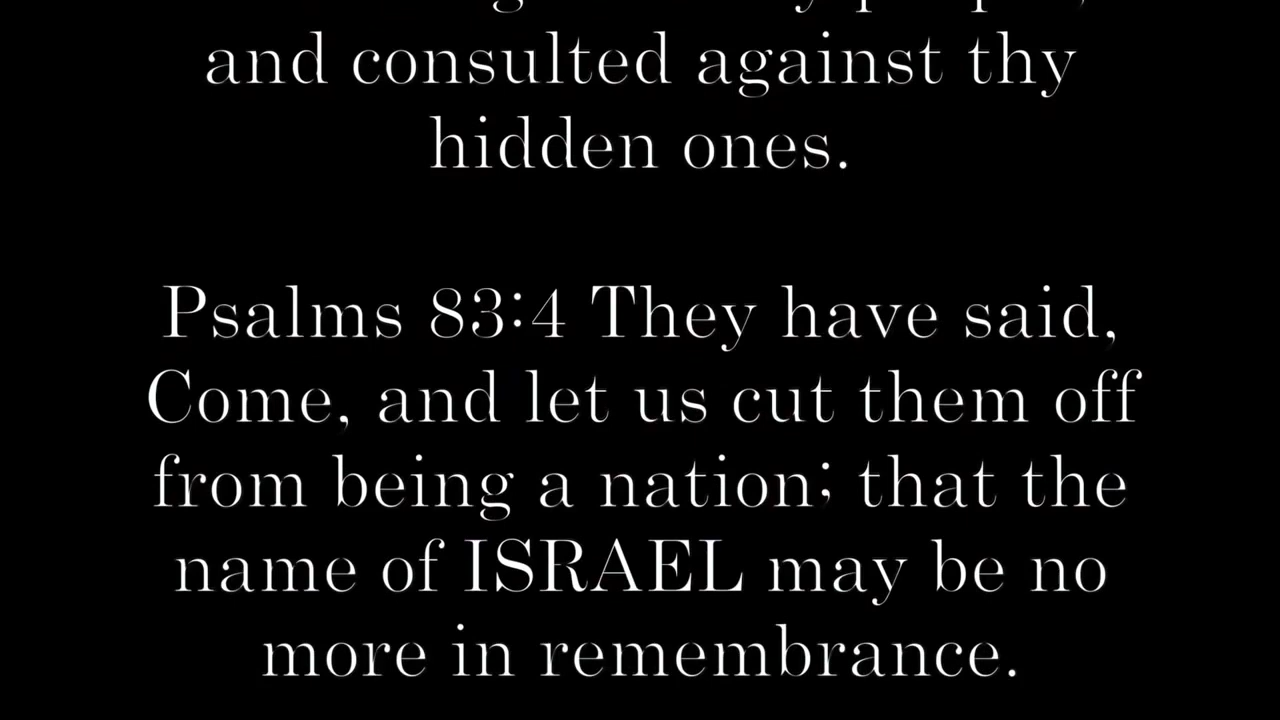 and consulted against thy
hidden ones.
Psalms 83:4 They have said,
Come, and let us cut them off
from being a nation; that the
name of ISRAEL may be no
more in remembrance.